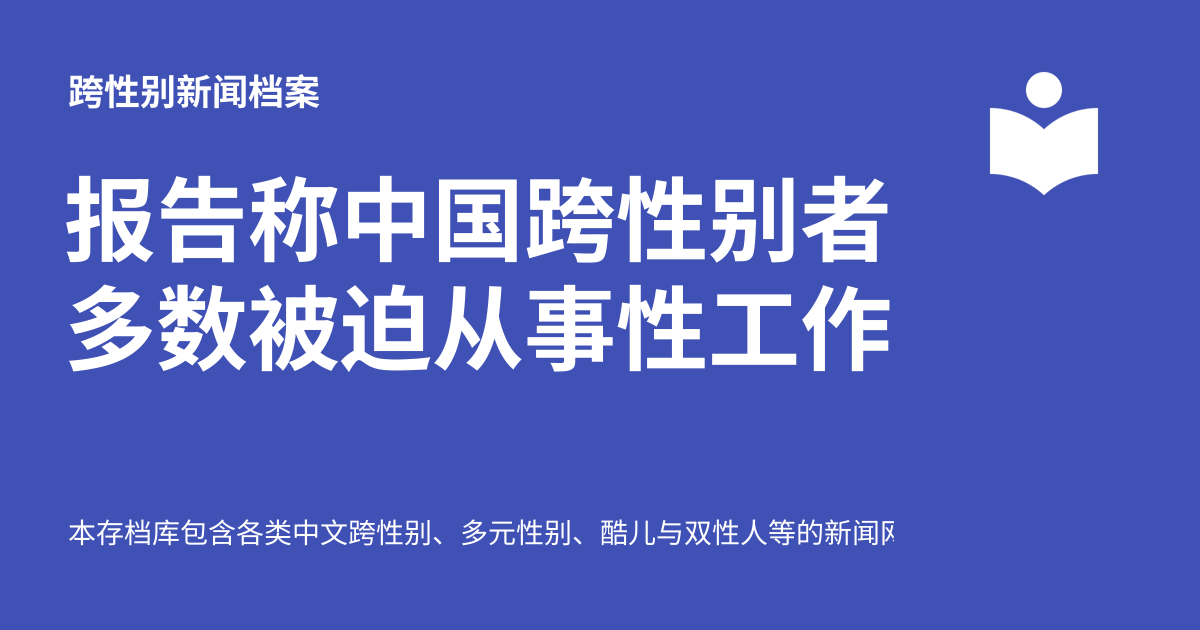 跨性别新闻档案
报告称中国跨性别者
多数被迫从事性工作
本存档库包含各类中文跨性别、多元性别、酷儿与双性人等的新闻